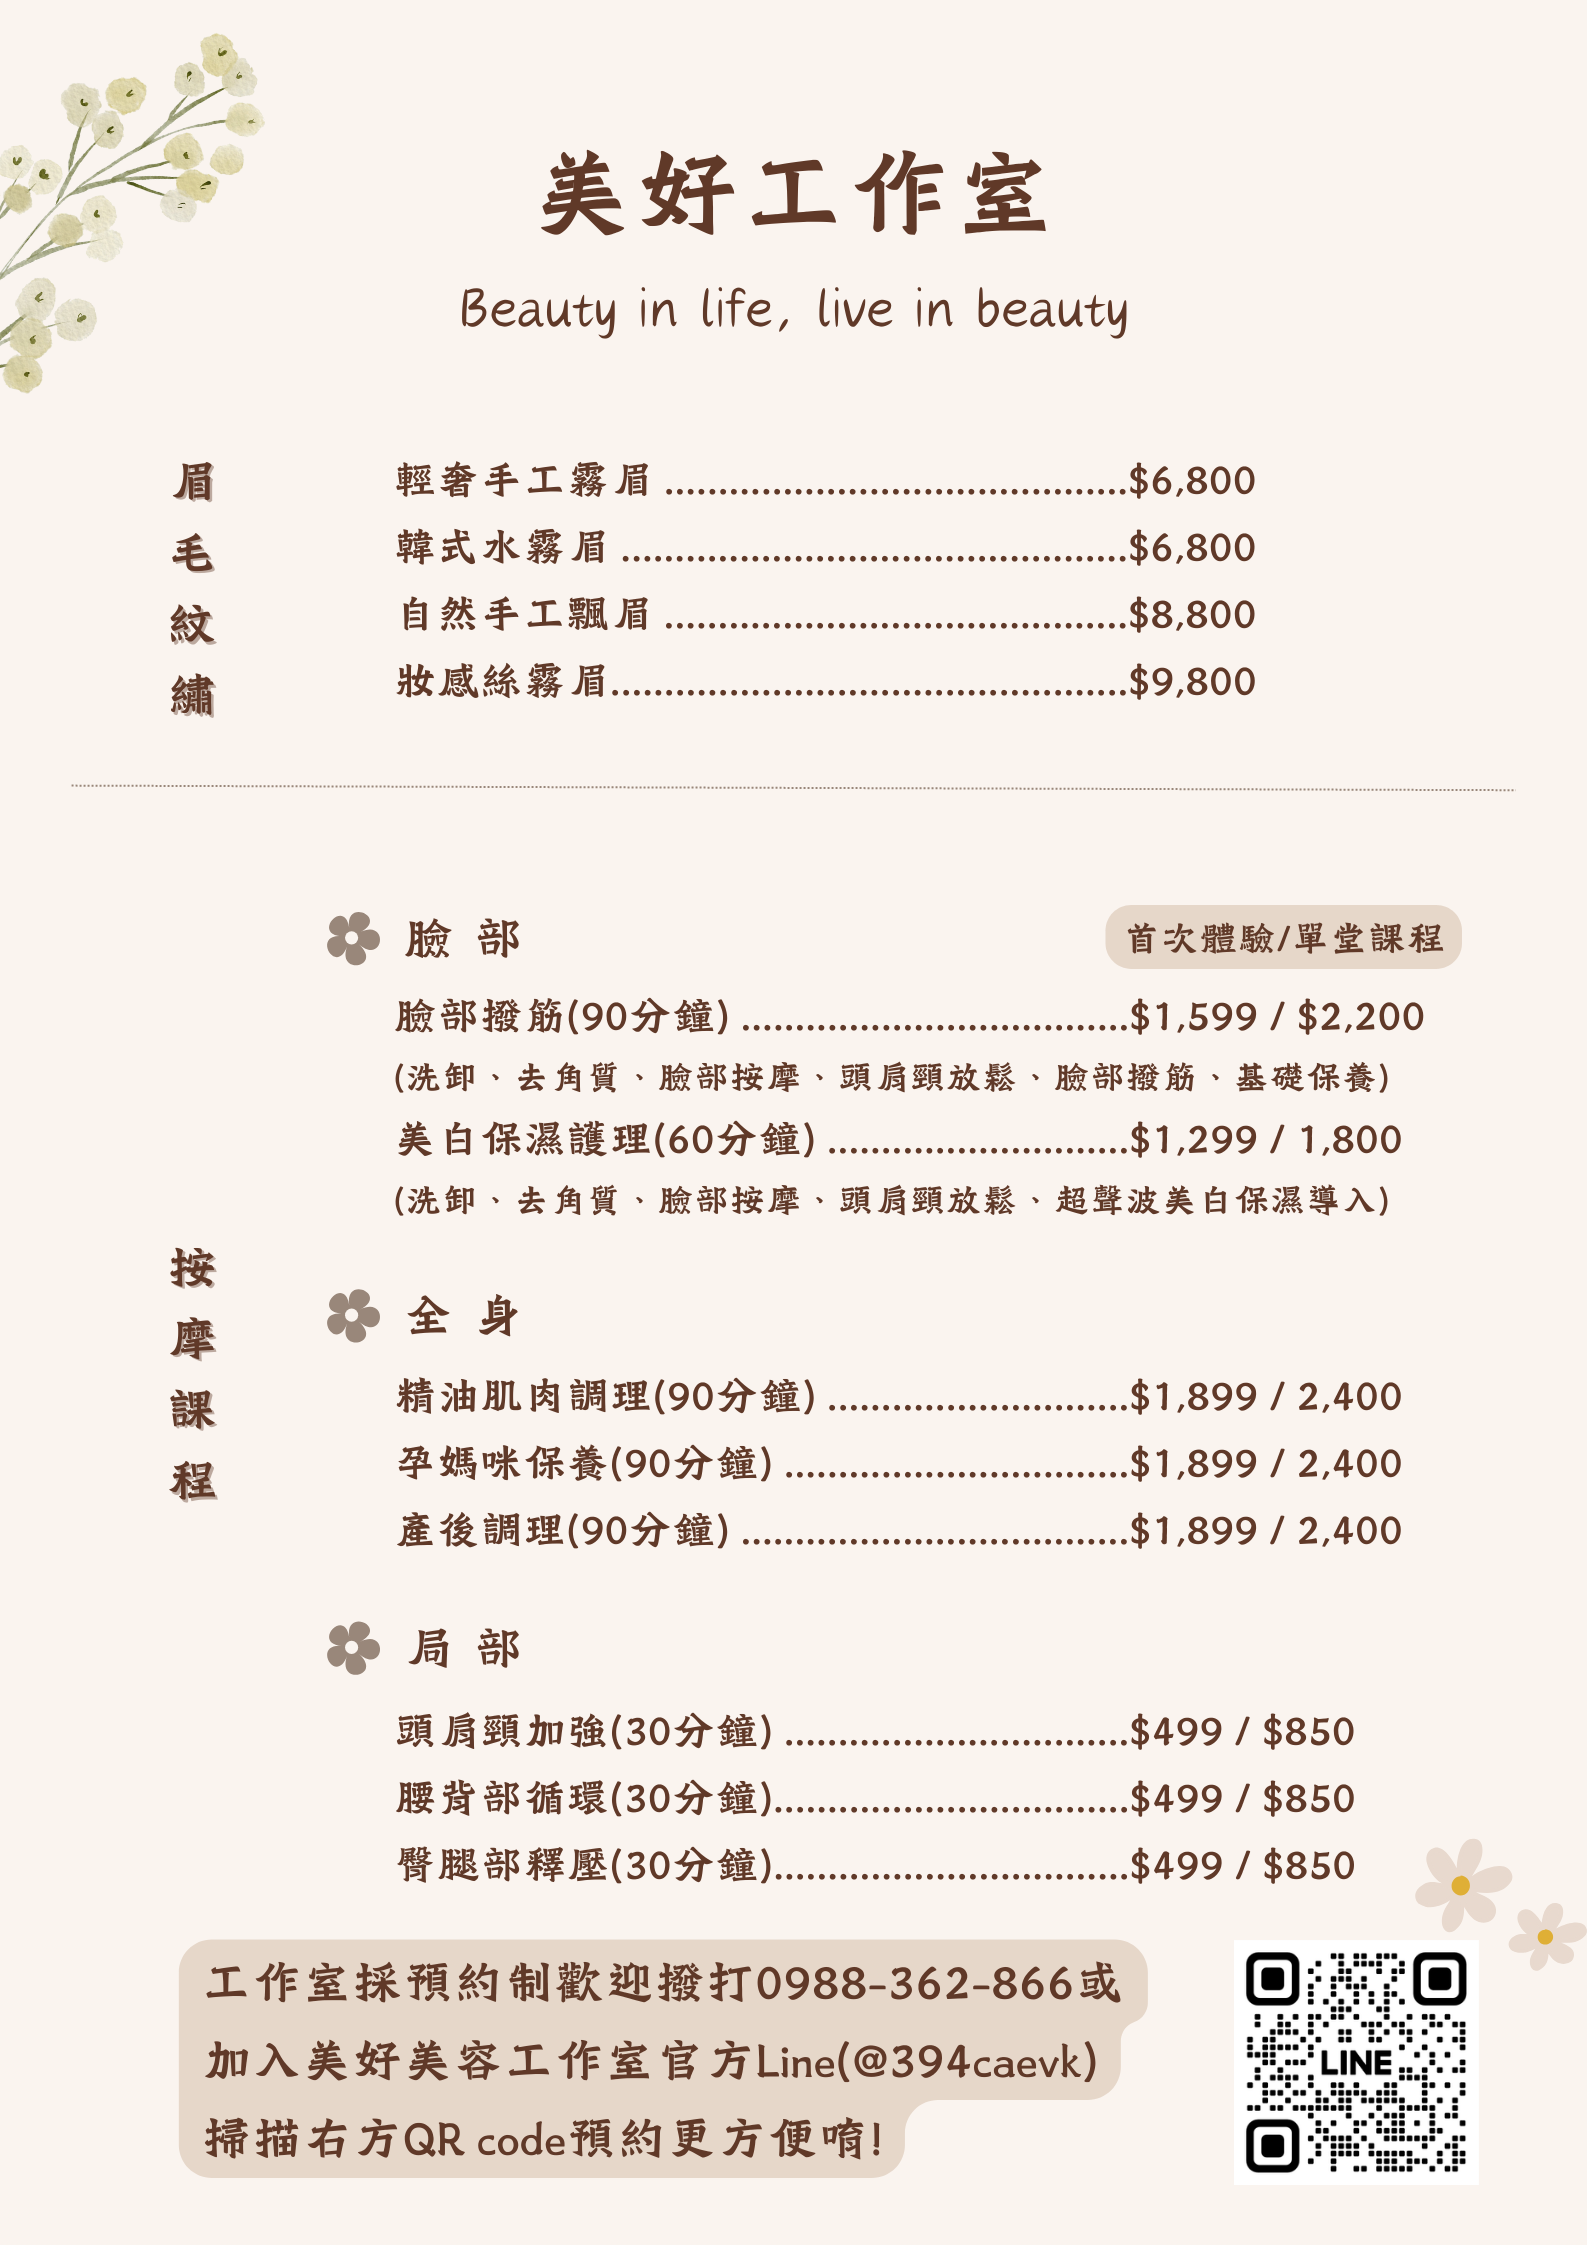 美好工作室
Beauty in life, live in beauty
眉毛紋繡
輕奢手工霧眉 ...........................................$6,800
韓式水霧眉 ...............................................$6,800
自然手工飄眉 ...........................................$8,800
妝感絲霧眉................................................$9,800
按摩課程
臉 部
首次體驗/單堂課程
臉部撥筋(90分鐘) ....................................$1,599 / $2,200
(洗卸、去角質、臉部按摩、頭肩頸放鬆、臉部撥筋、基礎保養)
美白保濕護理(60分鐘) ............................$1,299 / 1,800
(洗卸、去角質、臉部按摩、頭肩頸放鬆、超聲波美白保濕導入)
全 身
精油肌肉調理(90分鐘) ............................$1,899 / 2,400
孕媽咪保養(90分鐘) ................................$1,899 / 2,400
產後調理(90分鐘) ....................................$1,899 / 2,400
局 部
頭肩頸加強(30分鐘) ................................$499 / $850
腰背部循環(30分鐘).................................$499 / $850
臀腿部釋壓(30分鐘).................................$499 / $850
工作室採預約制歡迎撥打0988-362-866或
加入美好美容工作室官方Line(@394caevk)
掃描右方QR code預約更方便唷!
LINE